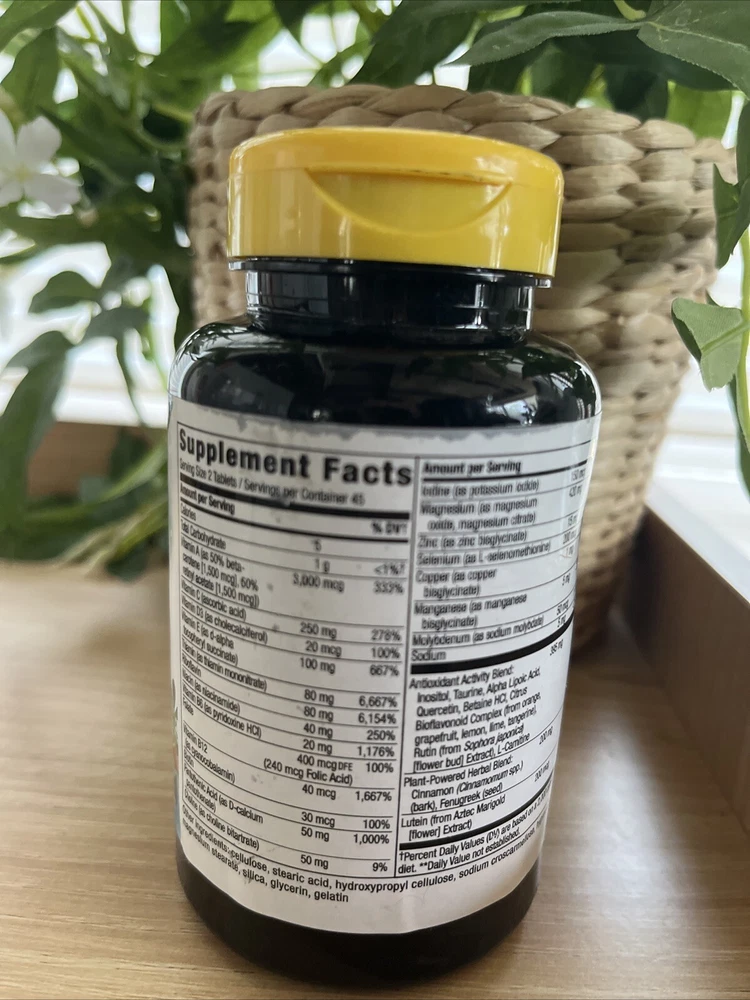 Supplement Facts
Serving Size 2 Tablets / Servings per Container 45
Amount per Serving
% DV†
Calories
5
Total Carbohydrate
1 g
<1%†
Vitamin A (as 50% beta-
carotene [1,500 mcg], 50%
retinyl acetate [1,500 mcg])
3,000 mcg
333%
Vitamin C (ascorbic acid)
250 mg
278%
Vitamin D3 (as cholecalciferol)
20 mcg
100%
Vitamin E (as d-alpha
tocopheryl succinate)
100 mg
667%
Thiamin (as thiamin mononitrate)
80 mg
6,667%
Riboflavin
80 mg
6,154%
Niacin (as niacinamide)
40 mg
250%
Vitamin B6 (as pyridoxine HCl)
20 mg
1,176%
Folate
400 mcg DFE
100%
(240 mcg Folic Acid)
Vitamin B12
(as cyanocobalamin)
40 mcg
1,667%
Biotin
30 mcg
100%
Pantothenic Acid (as D-calcium
pantothenate)
50 mg
1,000%
Choline (as choline bitartrate)
50 mg
9%
Other ingredients: cellulose, stearic acid, hydroxypropyl cellulose, sodium croscarmellose,
magnesium stearate, silica, glycerin, gelatin
Amount per Serving
Iodine (as potassium iodide)
Magnesium (as magnesium
oxide, magnesium citrate)
Zinc (as zinc bisglycinate)
Selenium (as L-selenomethionine)
Copper (as copper
bisglycinate)
Manganese (as manganese
bisglycinate)
Molybdenum (as sodium molybdate)
Sodium
Antioxidant Activity Blend:
Inositol, Taurine, Alpha Lipoic Acid,
Quercetin, Betaine HCl, Citrus
Bioflavonoid Complex (from orange,
grapefruit, lemon, lime, tangerine),
Rutin (from Sophora japonica)
[flower bud] Extract), L-Carnitine
Plant-Powered Herbal Blend:
Cinnamon (Cinnamomum spp.)
(bark), Fenugreek (seed)
Lutein (from Aztec Marigold
[flower] Extract)
†Percent Daily Values (DV) are based on a
diet. **Daily Value not established.